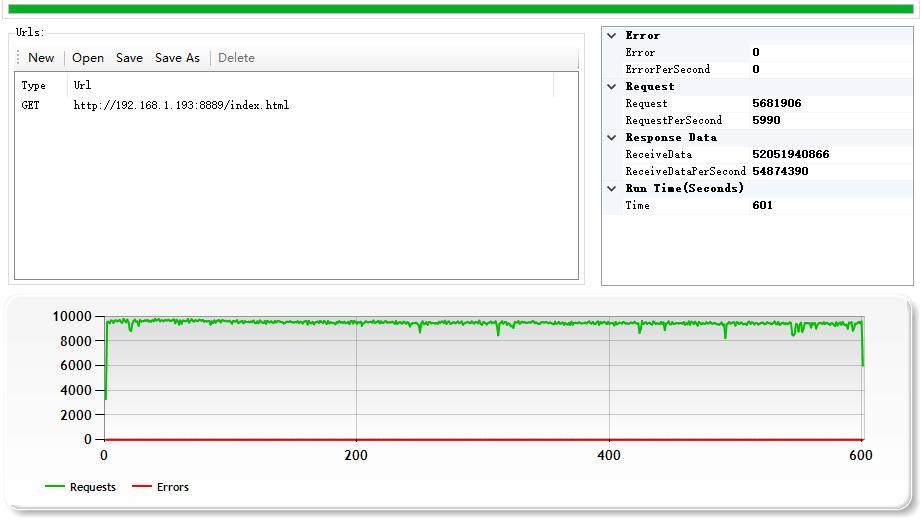 Urls:
New Open Save Save As Delete
Type Url
GET http://192.168.1.193:8889/index.html
Error
Error 0
ErrorPerSecond 0
Request
Request 5681906
RequestPerSecond 5990
Response Data
ReceiveData 52051940866
ReceiveDataPerSecond 54874390
Run Time(Seconds)
Time 601
10000
8000
6000
4000
2000
0
0 200 400 600
Requests Errors